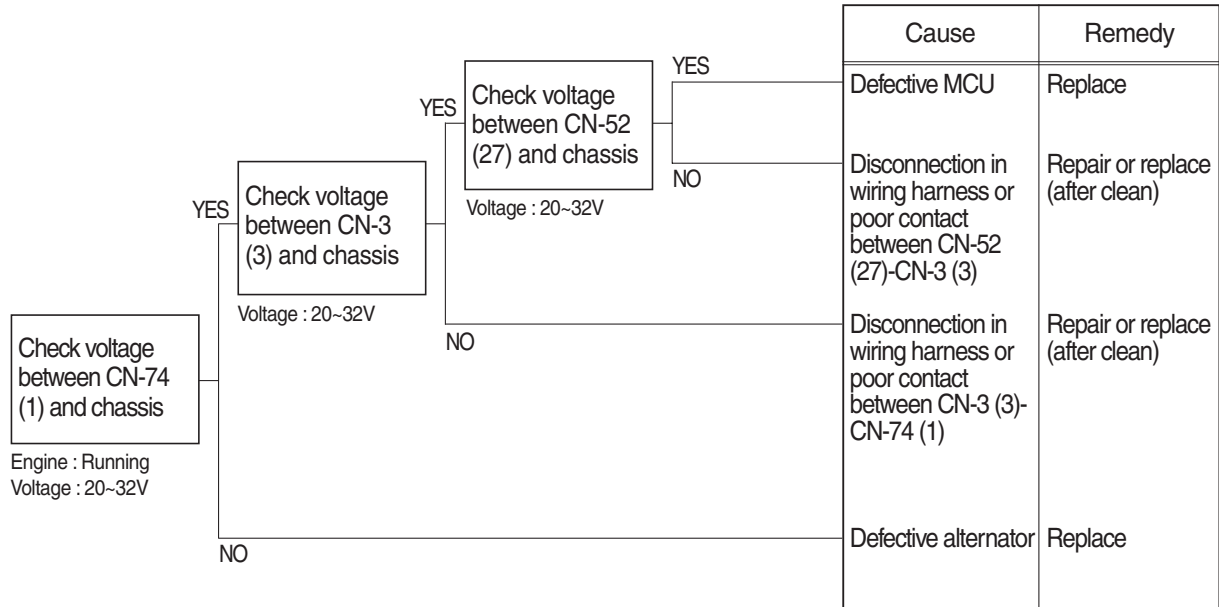 Cause
Remedy
YES
Defective MCU
Replace
YES
Check voltage
between CN-52
(27) and chassis
Voltage : 20~32V
NO
Disconnection in
wiring harness or
poor contact
between CN-52
(27)-CN-3 (3)
Repair or replace
(after clean)
YES
Check voltage
between CN-3
(3) and chassis
Voltage : 20~32V
NO
Disconnection in
wiring harness or
poor contact
between CN-3 (3)-
CN-74 (1)
Repair or replace
(after clean)
Check voltage
between CN-74
(1) and chassis
Engine : Running
Voltage : 20~32V
NO
Defective alternator
Replace